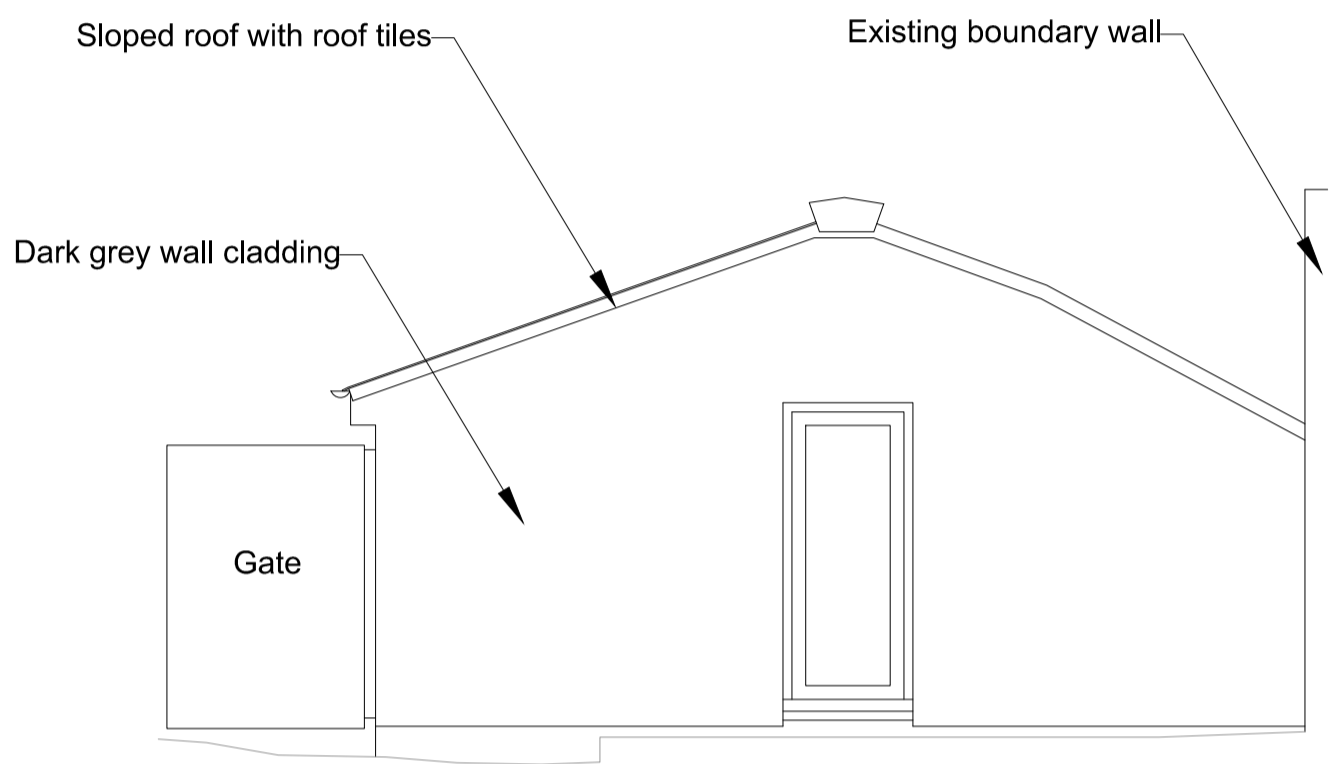 Sloped roof with roof tiles
Existing boundary wall
Dark grey wall cladding
Gate